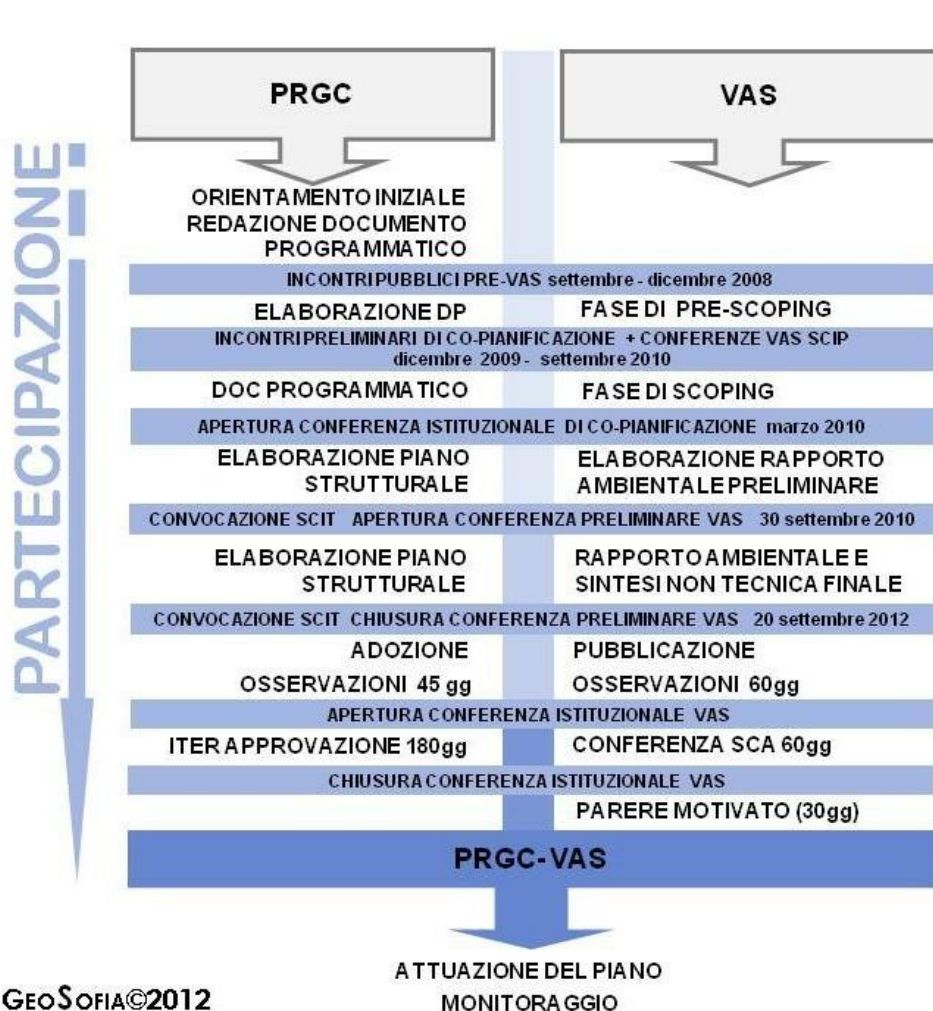 PRGC
VAS
PARTECIPAZIONE
ORIENTAMENTO INIZIALE
REDAZIONE DOCUMENTO
PROGRAMMATICO
INCONTRI PUBBLICI PRE-VAS settembre - dicembre 2008
ELABORAZIONE DP
FASE DI PRE-SCOPING
INCONTRI PRELIMINARI DI CO-PIANIFICAZIONE + CONFERENZE VAS SCIP
dicembre 2009 - settembre 2010
DOC PROGRAMMATICO
FASE DI SCOPING
APERTURA CONFERENZA ISTITUZIONALE DI CO-PIANIFICAZIONE marzo 2010
ELABORAZIONE PIANO
STRUTTURALE
ELABORAZIONE RAPPORTO
AMBIENTALE PRELIMINARE
CONVOCAZIONE SCIT APERTURA CONFERENZA PRELIMINARE VAS 30 settembre 2010
ELABORAZIONE PIANO
STRUTTURALE
RAPPORTO AMBIENTALE E
SINTESI NON TECNICA FINALE
CONVOCAZIONE SCIT CHIUSURA CONFERENZA PRELIMINARE VAS 20 settembre 2012
ADOZIONE
PUBBLICAZIONE
OSSERVAZIONI 45 gg
OSSERVAZIONI 60gg
APERTURA CONFERENZA ISTITUZIONALE VAS
ITER APPROVAZIONE 180gg
CONFERENZA SCA 60gg
CHIUSURA CONFERENZA ISTITUZIONALE VAS
PARERE MOTIVATO (30gg)
PRGC-VAS
ATTUAZIONE DEL PIANO
MONITORAGGIO
GEOSOFIA©2012